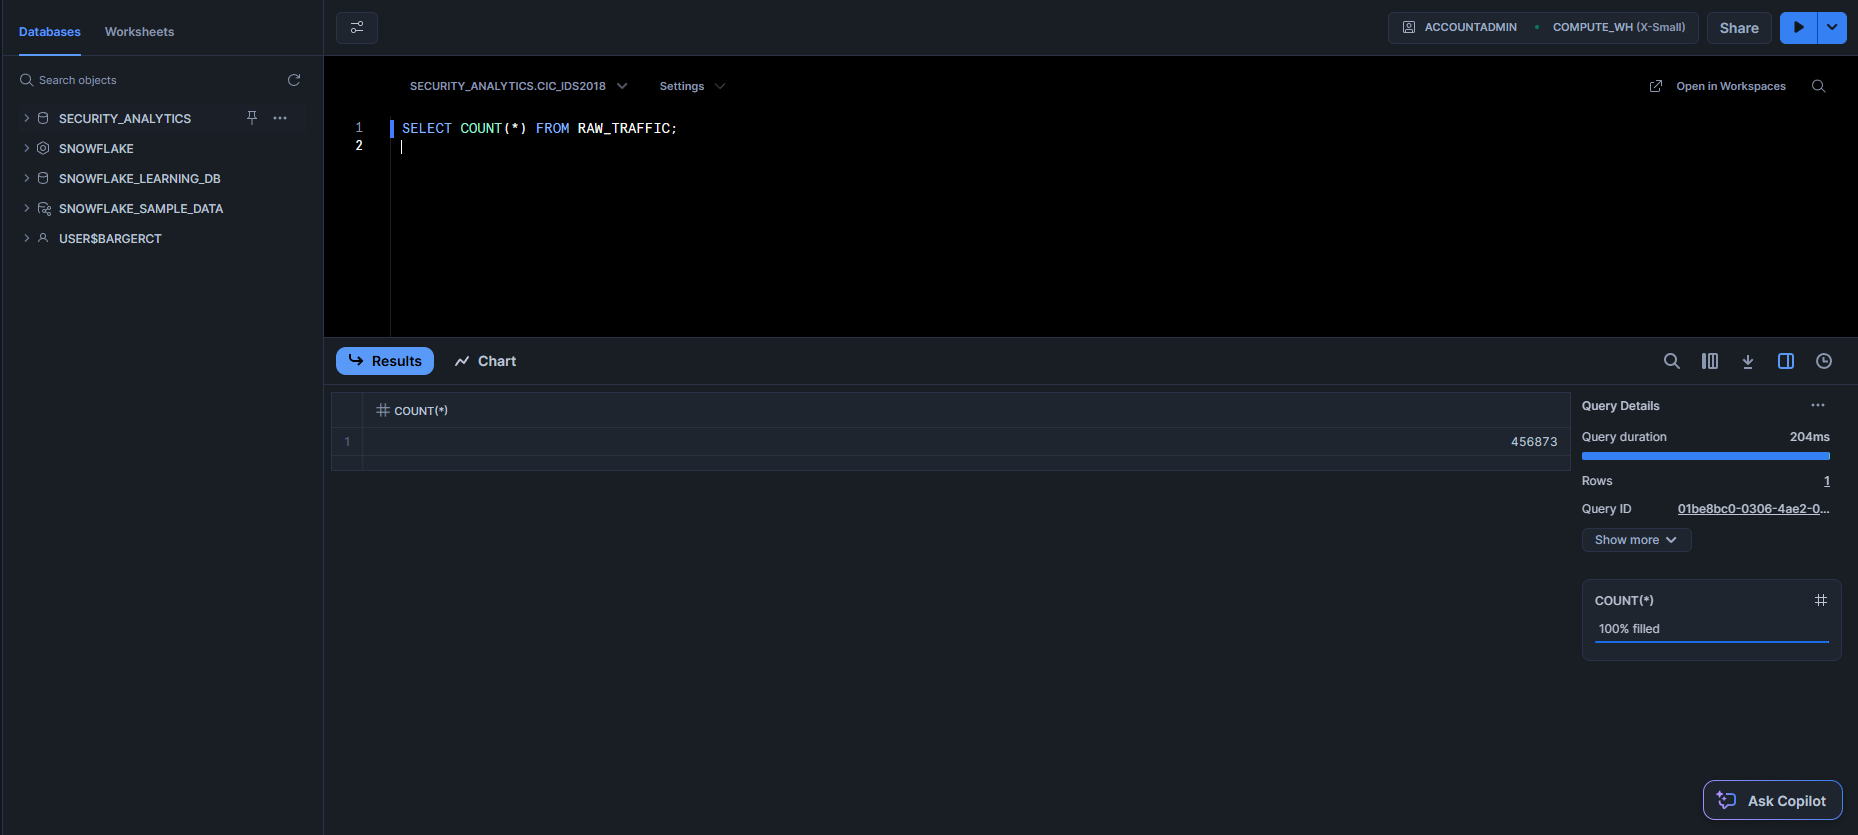 Databases Worksheets
Search objects
SECURITY_ANALYTICS
SNOWFLAKE
SNOWFLAKE_LEARNING_DB
SNOWFLAKE_SAMPLE_DATA
USER$BARGERCT
ACCOUNTADMIN COMPUTE_WH (X-Small) Share
SECURITY_ANALYTICS.CIC_IDS2018 Settings Open in Workspaces
1 SELECT COUNT(*) FROM RAW_TRAFFIC;
2
Results Chart
COUNT(*)
1 456873
Query Details
Query duration 204ms
Rows 1
Query ID 01be8bc0-0306-4ae2-0...
Show more
COUNT(*)
100% filled
Ask Copilot